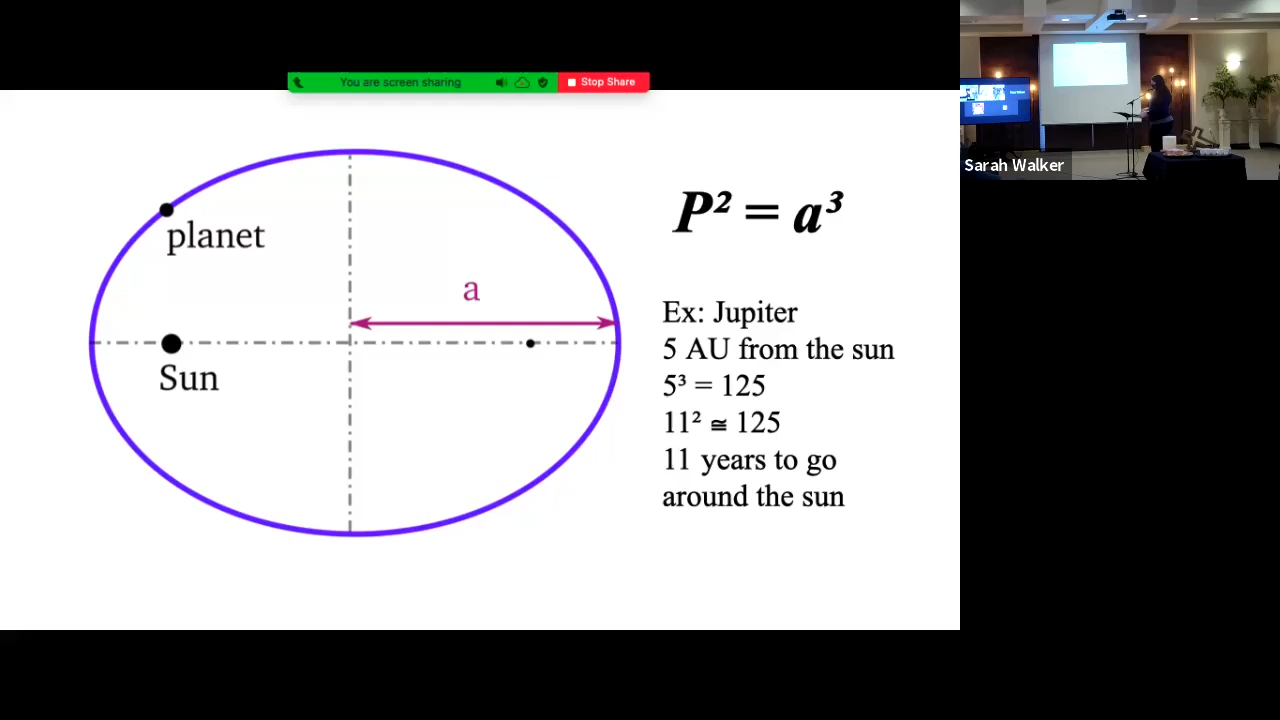 You are screen sharing
Stop Share
Sarah Walker
planet
a
Sun
P² = a³
Ex: Jupiter
5 AU from the sun
5³ = 125
11² ≅ 125
11 years to go
around the sun